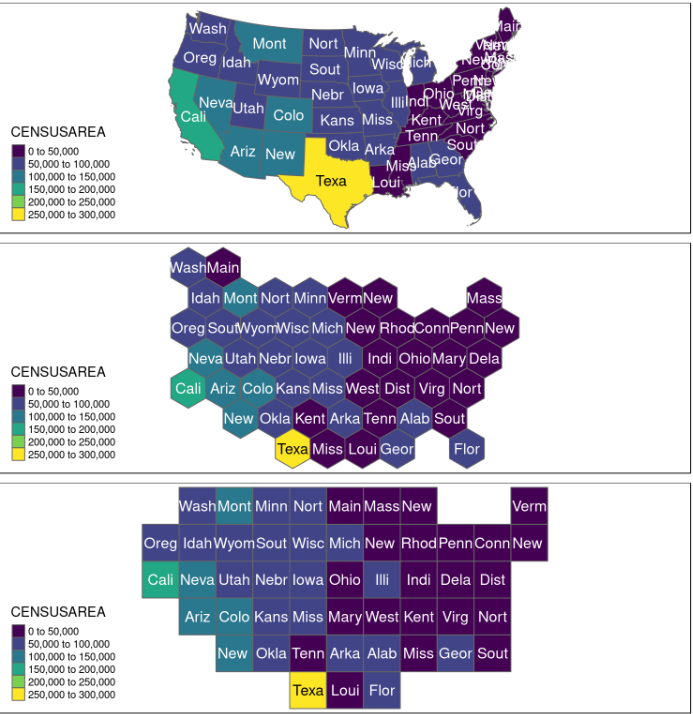 Wash Mont Nort Minn Main
Oreg Idah Sout Wisc Mich
Wyom Nebr Iowa
Neva Utah Colo Kans Illi Indi Ohio Penn
Cali Miss West Virg
Kent
Ariz New Okla Arka Tenn Nort
Texa Miss Alab Geor Sout
Loui
CENSUSAREA
0 to 50,000
50,000 to 100,000
100,000 to 150,000
150,000 to 200,000
200,000 to 250,000
250,000 to 300,000
Wash Main
Idah Mont Nort Minn Verm New Mass
Oreg Sout Wyom Wisc Mich New Rhod Conn Penn New
Neva Utah Nebr Iowa Illi Indi Ohio Mary Dela
Cali Ariz Colo Kans Miss West Dist Virg Nort
New Okla Kent Arka Tenn Alab Sout
Texa Miss Loui Geor Flor
CENSUSAREA
0 to 50,000
50,000 to 100,000
100,000 to 150,000
150,000 to 200,000
200,000 to 250,000
250,000 to 300,000
Wash Mont Minn Nort Main Mass New Verm
Oreg Idah Wyom Sout Wisc Mich New Rhod Penn Conn New
Cali Neva Utah Nebr Iowa Ohio Illi Indi Dela Dist
Ariz Colo Kans Miss Mary West Kent Virg Nort
New Okla Tenn Arka Alab Miss Geor Sout
Texa Loui Flor
CENSUSAREA
0 to 50,000
50,000 to 100,000
100,000 to 150,000
150,000 to 200,000
200,000 to 250,000
250,000 to 300,000